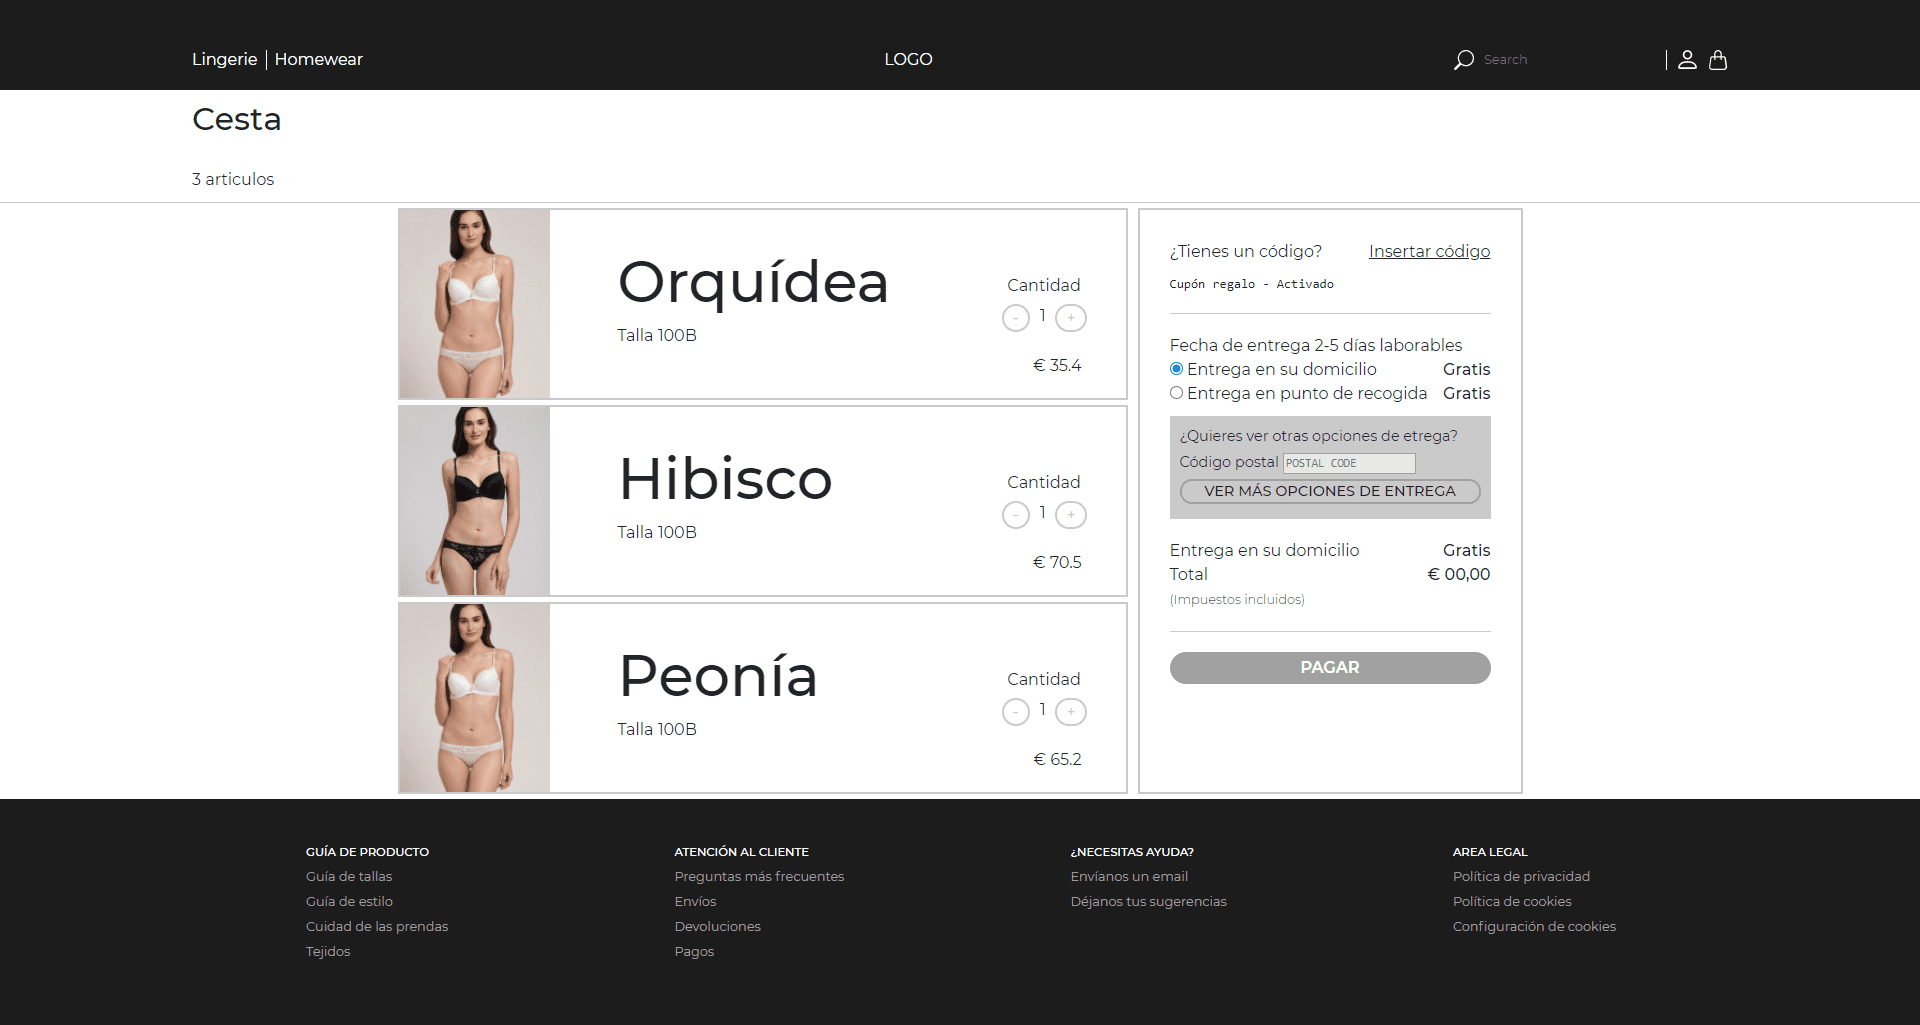 Lingerie | Homewear
LOGO
Search
Cesta
3 articulos
Orquídea
Talla 100B
Cantidad
- 1 +
€ 35.4
Hibisco
Talla 100B
Cantidad
- 1 +
€ 70.5
Peonía
Talla 100B
Cantidad
- 1 +
€ 65.2
¿Tienes un código? Insertar código
Cupón regalo - Activado
Fecha de entrega 2-5 días laborables
Entrega en su domicilio Gratis
Entrega en punto de recogida Gratis
¿Quieres ver otras opciones de etrega?
Código postal POSTAL CODE
VER MÁS OPCIONES DE ENTREGA
Entrega en su domicilio Gratis
Total € 00,00
(Impuestos incluidos)
PAGAR
GUÍA DE PRODUCTO
Guía de tallas
Guía de estilo
Cuidad de las prendas
Tejidos
ATENCIÓN AL CLIENTE
Preguntas más frecuentes
Envíos
Devoluciones
Pagos
¿NECESITAS AYUDA?
Envíanos un email
Déjanos tus sugerencias
AREA LEGAL
Política de privacidad
Política de cookies
Configuración de cookies